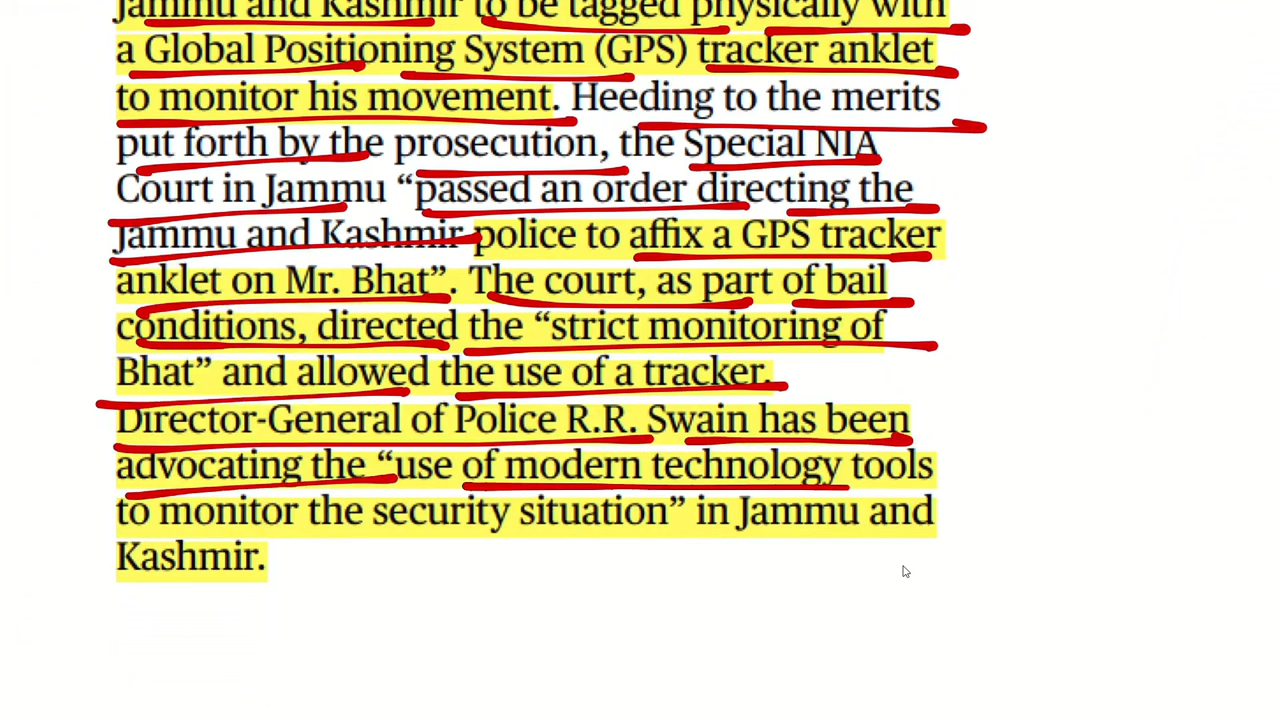 Jammu and Kashmir to be tagged physically with
a Global Positioning System (GPS) tracker anklet
to monitor his movement. Heeding to the merits
put forth by the prosecution, the Special NIA
Court in Jammu “passed an order directing the
Jammu and Kashmir police to affix a GPS tracker
anklet on Mr. Bhat”. The court, as part of bail
conditions, directed the “strict monitoring of
Bhat” and allowed the use of a tracker.
Director-General of Police R.R. Swain has been
advocating the “use of modern technology tools
to monitor the security situation” in Jammu and
Kashmir.